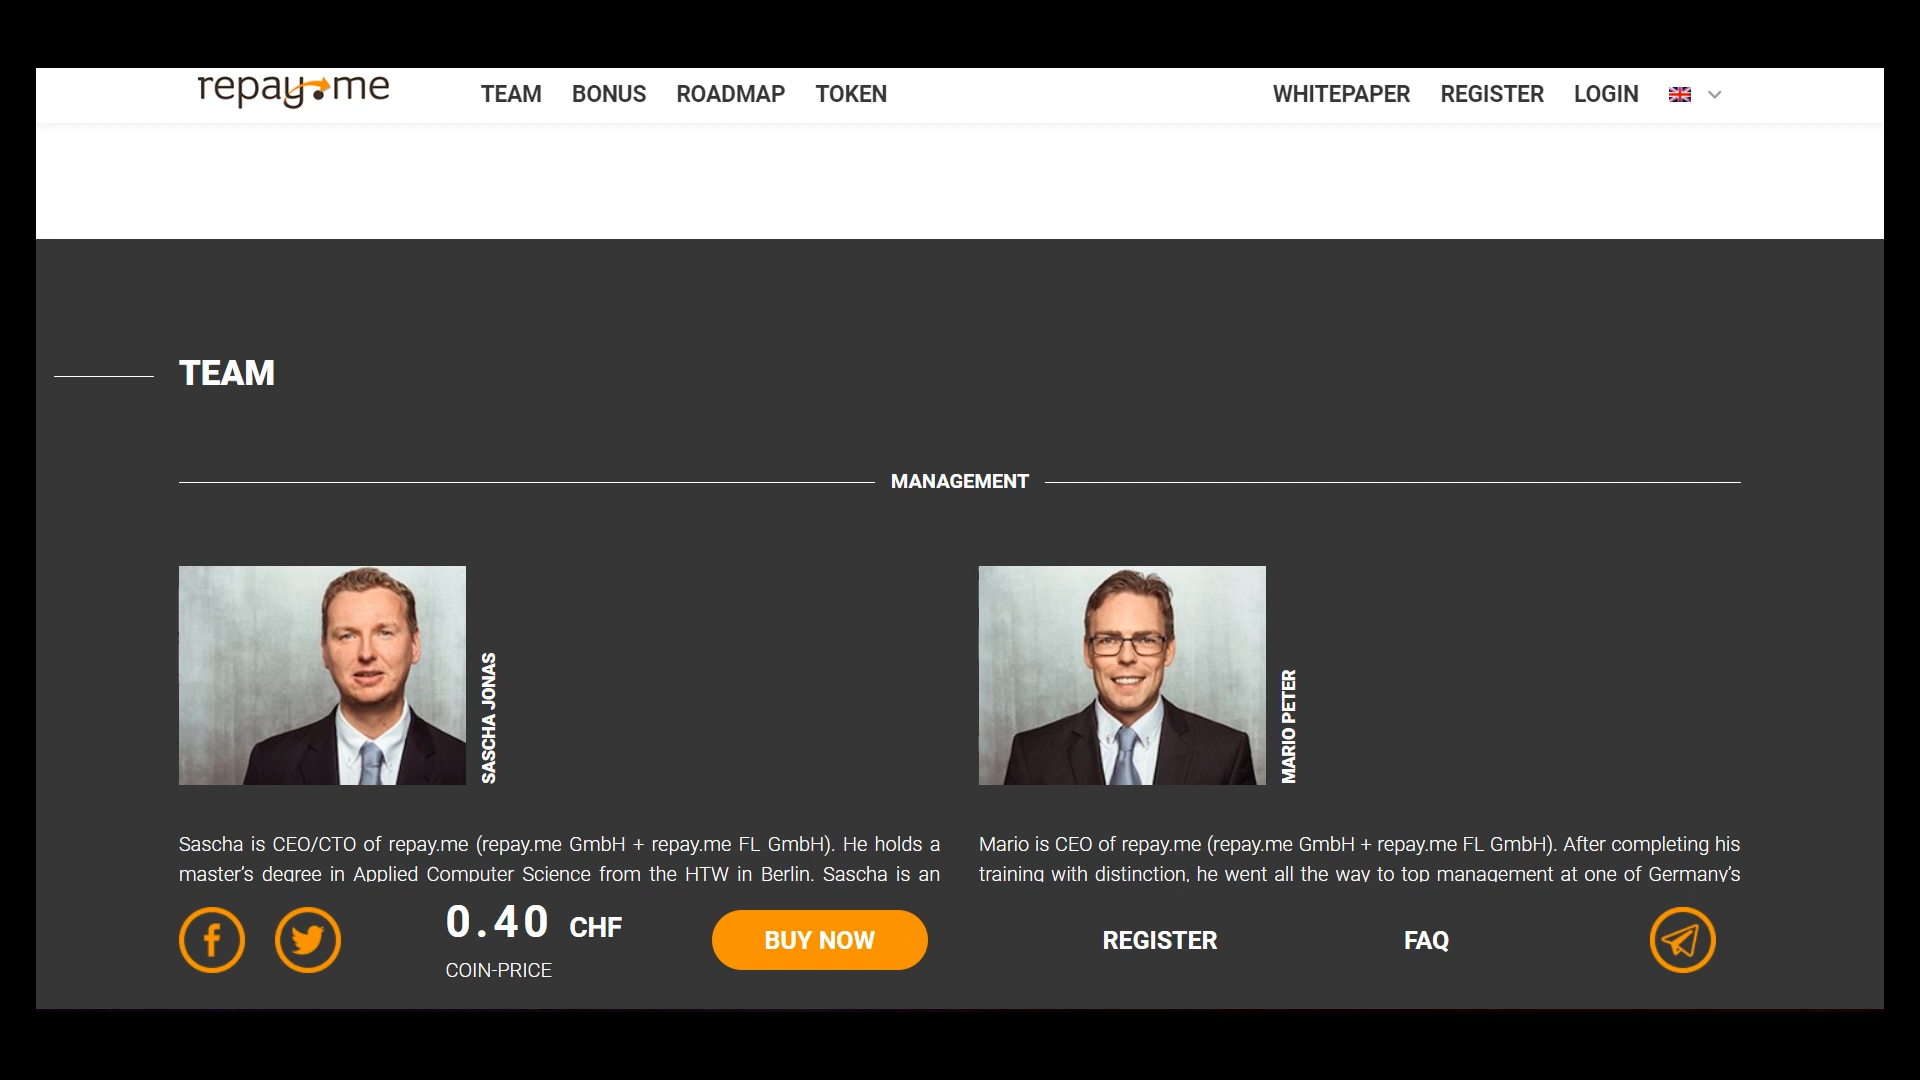 repay.me
TEAM BONUS ROADMAP TOKEN
WHITEPAPER REGISTER LOGIN
TEAM
MANAGEMENT
SASCHA JONAS
MARIO PETER
Sascha is CEO/CTO of repay.me (repay.me GmbH + repay.me FL GmbH). He holds a
master’s degree in Applied Computer Science from the HTW in Berlin. Sascha is an
Mario is CEO of repay.me (repay.me GmbH + repay.me FL GmbH). After completing his
training with distinction, he went all the way to top management at one of Germany’s
0.40 CHF
COIN-PRICE
BUY NOW
REGISTER
FAQ